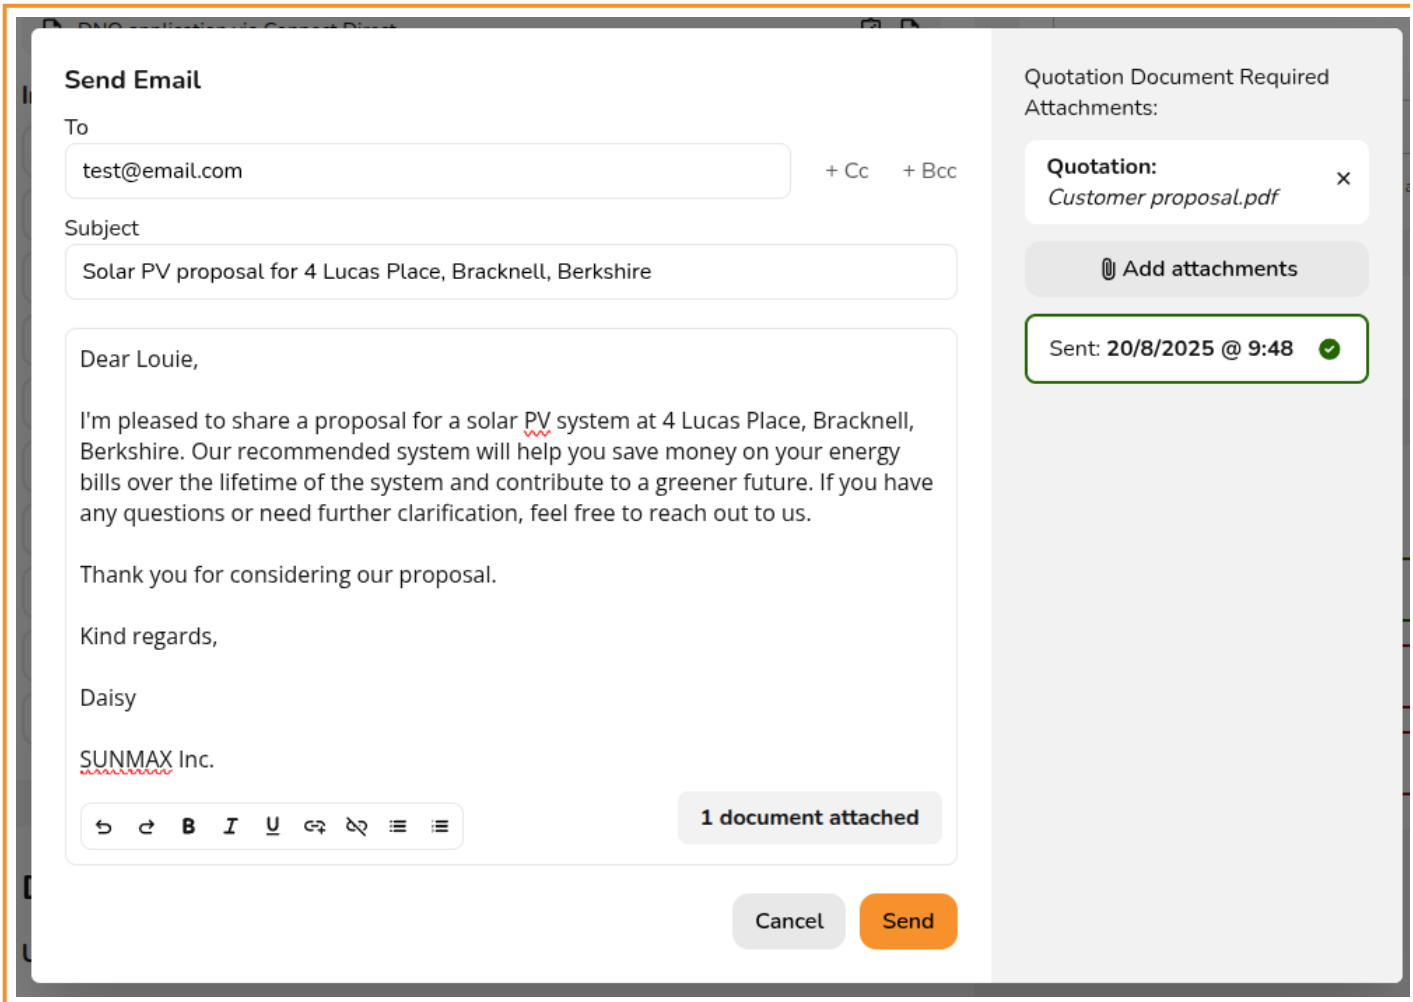 DNO application via Connect Direct
Send Email
To
test@email.com
+ Cc
+ Bcc
Subject
Solar PV proposal for 4 Lucas Place, Bracknell, Berkshire
Dear Louie,
I'm pleased to share a proposal for a solar PV system at 4 Lucas Place, Bracknell,
Berkshire. Our recommended system will help you save money on your energy
bills over the lifetime of the system and contribute to a greener future. If you have
any questions or need further clarification, feel free to reach out to us.
Thank you for considering our proposal.
Kind regards,
Daisy
SUNMAX Inc.
B I U
1 document attached
Cancel
Send
Quotation Document Required
Attachments:
Quotation:
Customer proposal.pdf
Add attachments
Sent: 20/8/2025 @ 9:48